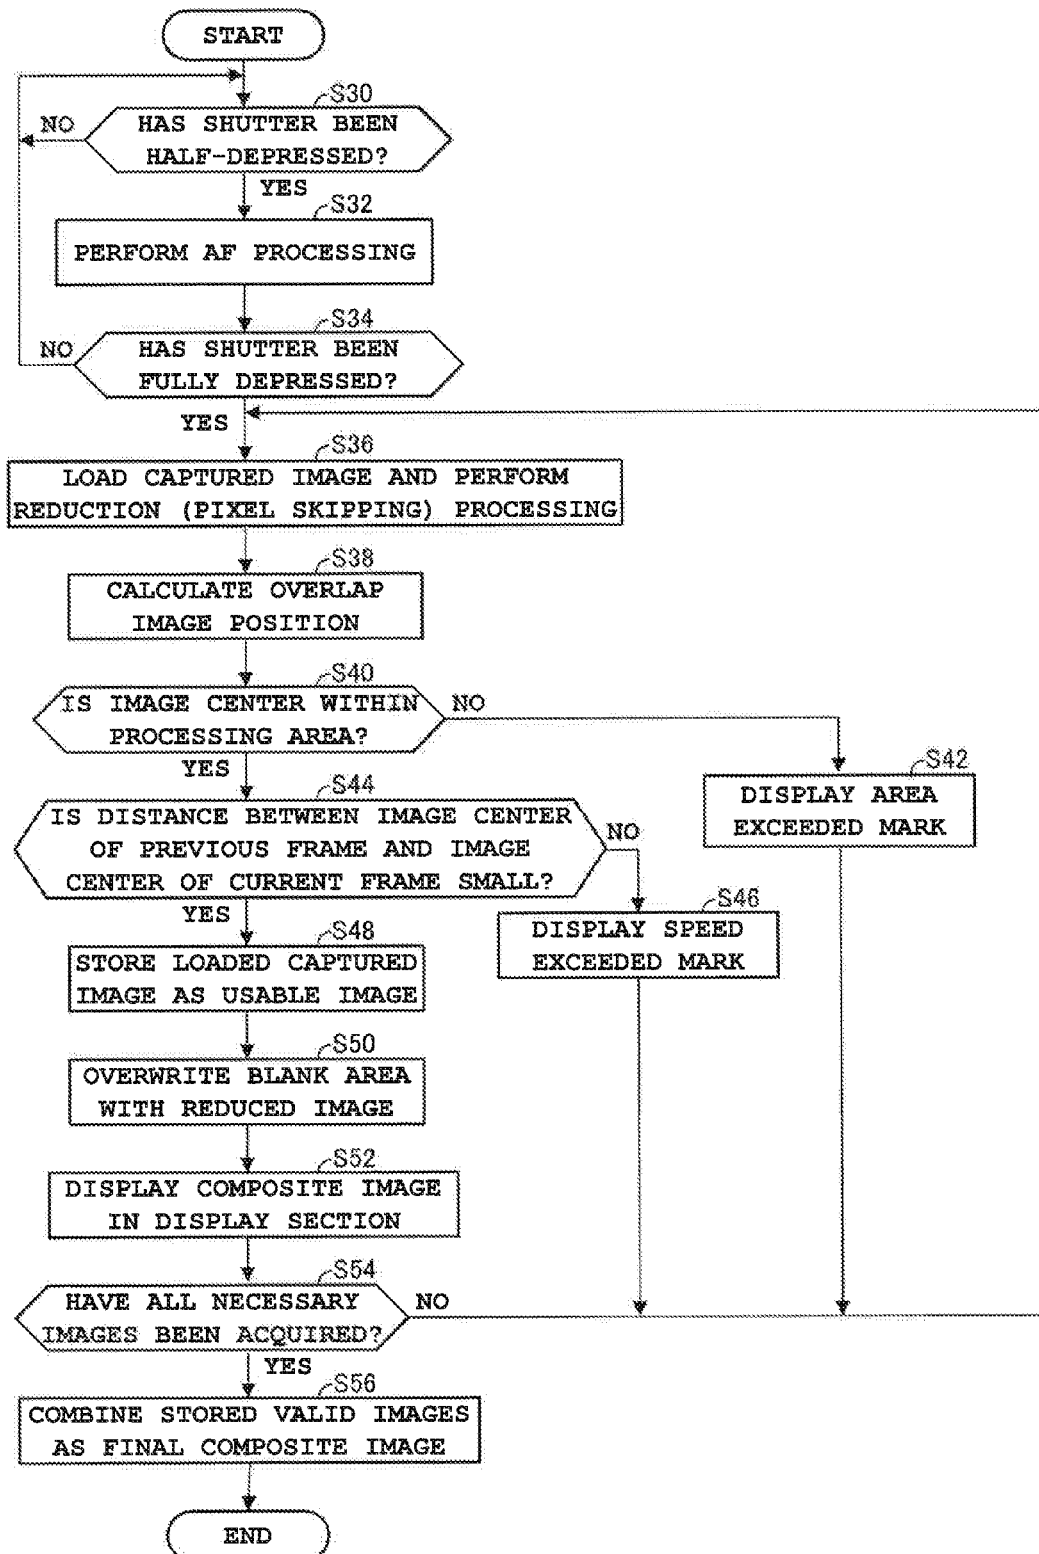 START
S30
HAS SHUTTER BEEN
HALF-DEPRESSED?
NO
YES
S32
PERFORM AF PROCESSING
S34
HAS SHUTTER BEEN
FULLY DEPRESSED?
NO
YES
S36
LOAD CAPTURED IMAGE AND PERFORM
REDUCTION (PIXEL SKIPPING) PROCESSING
S38
CALCULATE OVERLAP
IMAGE POSITION
S40
IS IMAGE CENTER WITHIN
PROCESSING AREA?
NO
YES
S42
DISPLAY AREA
EXCEEDED MARK
S44
IS DISTANCE BETWEEN IMAGE CENTER
OF PREVIOUS FRAME AND IMAGE
CENTER OF CURRENT FRAME SMALL?
NO
YES
S46
DISPLAY SPEED
EXCEEDED MARK
S48
STORE LOADED CAPTURED
IMAGE AS USABLE IMAGE
S50
OVERWRITE BLANK AREA
WITH REDUCED IMAGE
S52
DISPLAY COMPOSITE IMAGE
IN DISPLAY SECTION
S54
HAVE ALL NECESSARY
IMAGES BEEN ACQUIRED?
NO
YES
S56
COMBINE STORED VALID IMAGES
AS FINAL COMPOSITE IMAGE
END